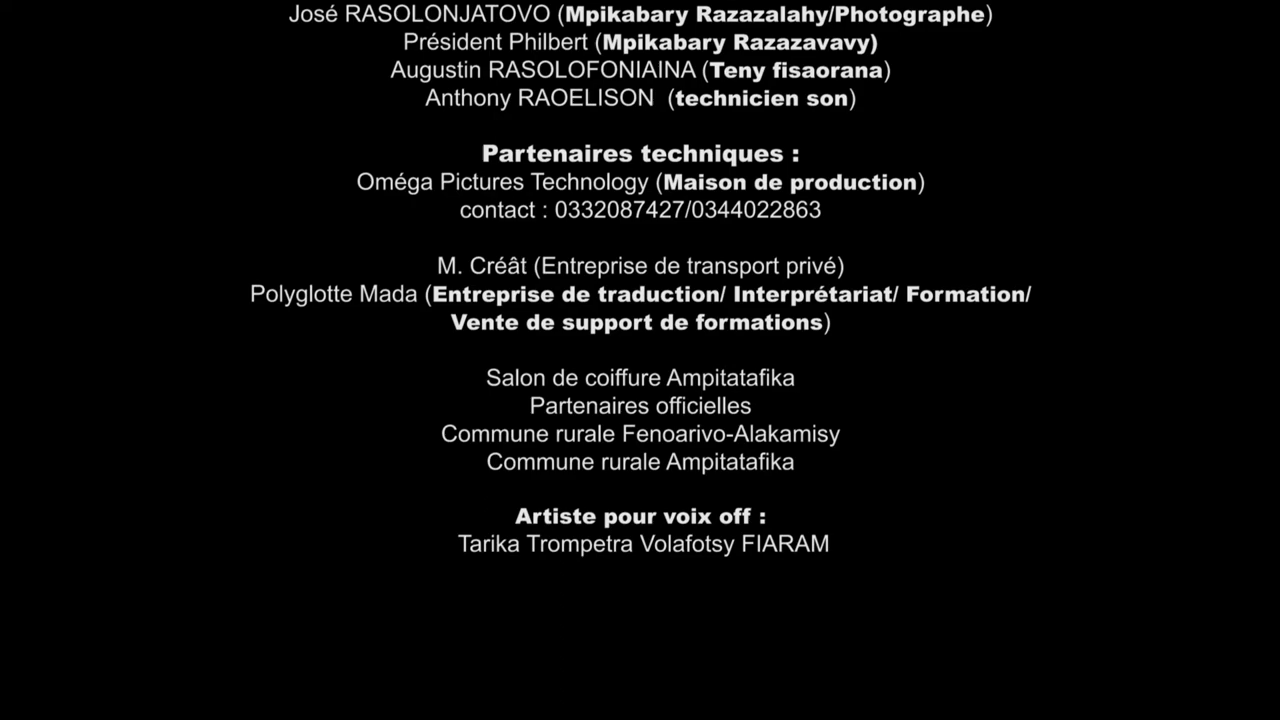 José RASOLONJATOVO (Mpikabary Razazalahy/Photographe)
Président Philbert (Mpikabary Razazavavy)
Augustin RASOLOFONIAINA (Teny fisaorana)
Anthony RAOELISON (technicien son)
Partenaires techniques :
Oméga Pictures Technology (Maison de production)
contact : 0332087427/0344022863
M. Créât (Entreprise de transport privé)
Polyglotte Mada (Entreprise de traduction/ Interprétariat/ Formation/
Vente de support de formations)
Salon de coiffure Ampitatafika
Partenaires officielles
Commune rurale Fenoarivo-Alakamisy
Commune rurale Ampitatafika
Artiste pour voix off :
Tarika Trompetra Volafotsy FIARAM